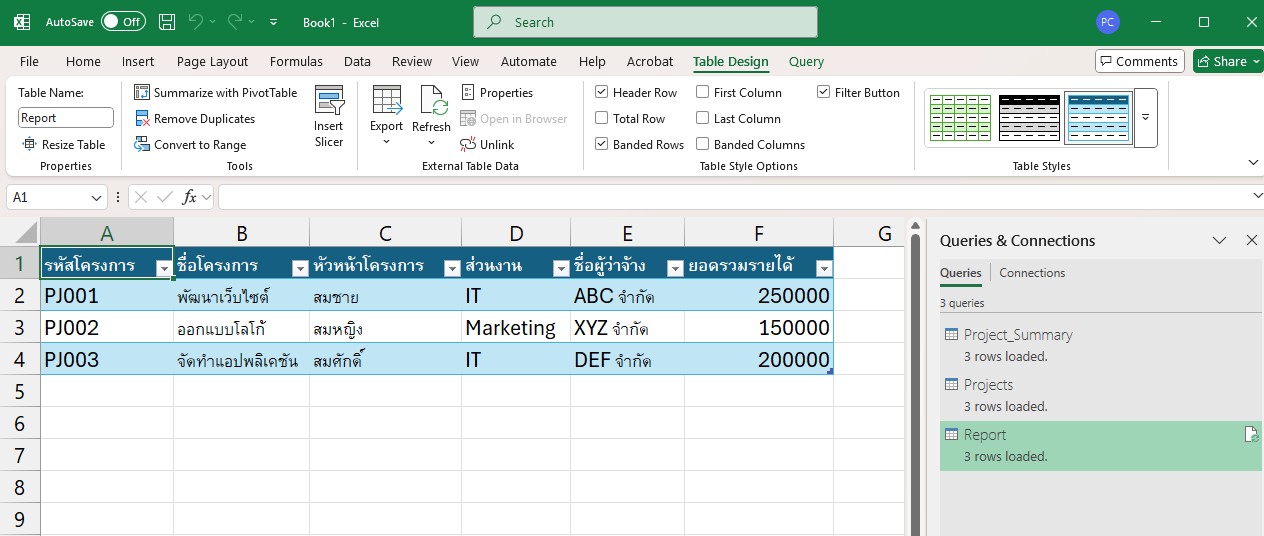 AutoSave Off Book1 - Excel Search PC
File Home Insert Page Layout Formulas Data Review View Automate Help Acrobat Table Design Query Comments Share
Table Name: Summarize with PivotTable Properties Header Row First Column Filter Button
Report Remove Duplicates Insert Slicer Export Refresh Open in Browser Total Row Last Column
Resize Table Convert to Range Unlink Banded Rows Banded Columns
Properties Tools External Table Data Table Style Options Table Styles
A1 fx
A B C D E F G
1 รหัสโครงการ ชื่อโครงการ หัวหน้าโครงการ ส่วนงาน ชื่อผู้ว่าจ้าง ยอดรวมรายได้
2 PJ001 พัฒนาเว็บไซต์ สมชาย IT ABC จำกัด 250000
3 PJ002 ออกแบบโลโก้ สมหญิง Marketing XYZ จำกัด 150000
4 PJ003 จัดทำแอปพลิเคชัน สมศักดิ์ IT DEF จำกัด 200000
5
6
7
8
9
Queries & Connections
Queries Connections
3 queries
Project_Summary
3 rows loaded.
Projects
3 rows loaded.
Report
3 rows loaded.